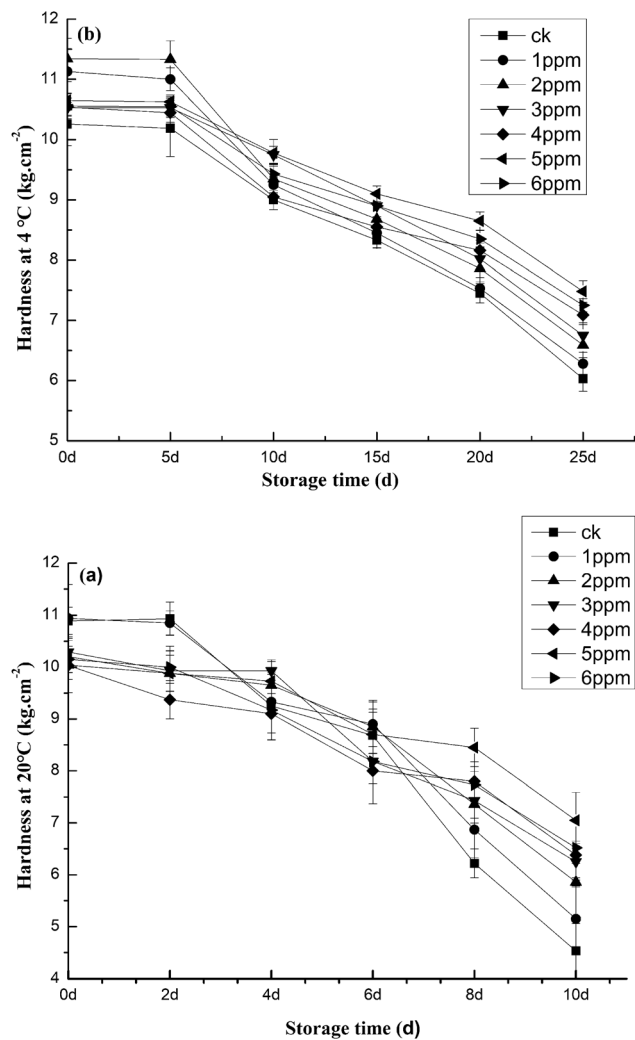 (b)
ck
1ppm
2ppm
3ppm
4ppm
5ppm
6ppm
12
11
10
9
8
7
6
5
Hardness at 4 ℃ (kg.cm⁻²)
0d 5d 10d 15d 20d 25d
Storage time (d)
(a)
ck
1ppm
2ppm
3ppm
4ppm
5ppm
6ppm
12
11
10
9
8
7
6
5
4
Hardness at 20℃ (kg.cm⁻²)
0d 2d 4d 6d 8d 10d
Storage time (d)